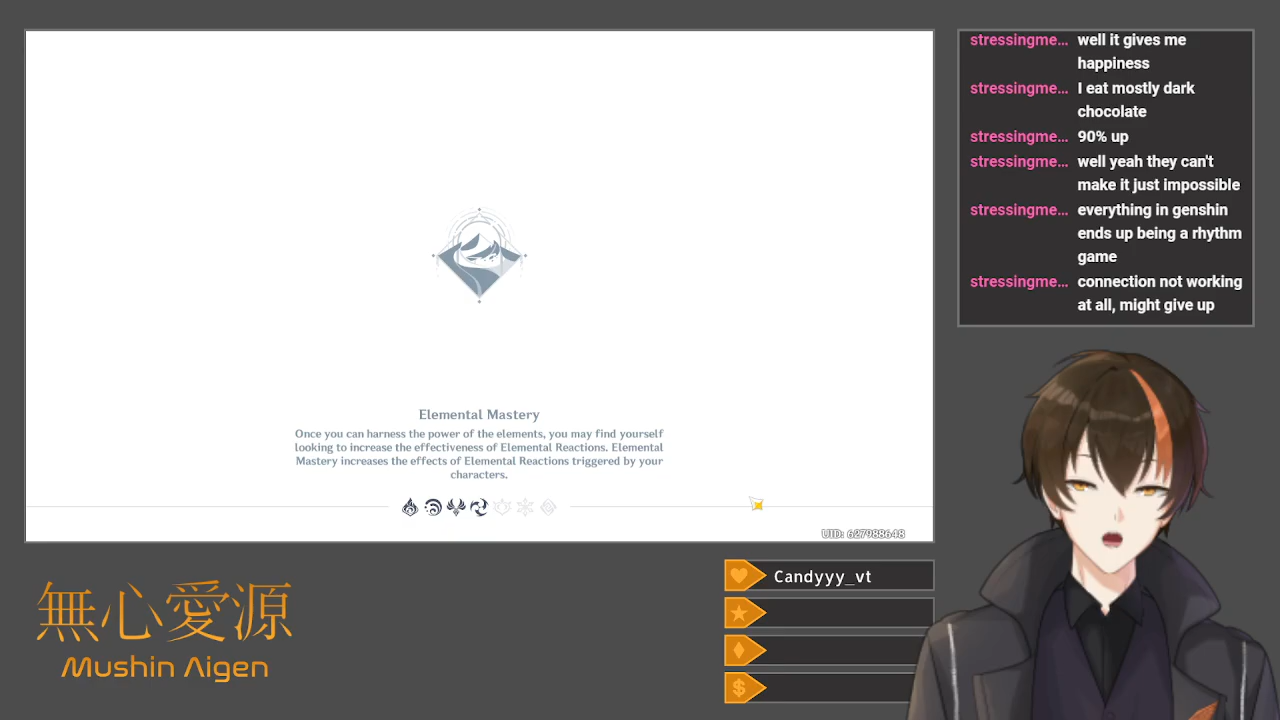 Elemental Mastery
Once you can harness the power of the elements, you may find yourself
looking to increase the effectiveness of Elemental Reactions. Elemental
Mastery increases the effects of Elemental Reactions triggered by your
characters.
UID: 627988648
stressingme... well it gives me
happiness
stressingme... I eat mostly dark
chocolate
stressingme... 90% up
stressingme... well yeah they can't
make it just impossible
stressingme... everything in genshin
ends up being a rhythm
game
stressingme... connection not working
at all, might give up
無心愛源
Mushin Aigen
Candyyy_vt
$